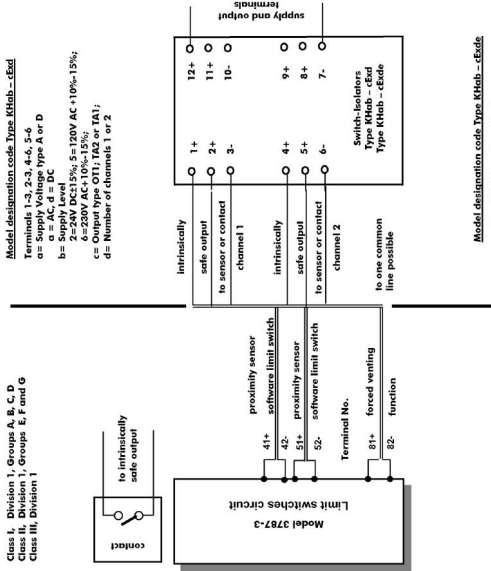 supply and output
terminals
12+
11+
10-
9+
8+
7-
Switch-Isolators
Type KHab – cExd
Type KHab – cExde
1+
2+
3-
4+
5+
6-
Model designation code Type KHab – cExd
Terminals 1-3, 2-3, 4-6, 5-6
a= Supply Voltage type A or D
a = AC, d = DC
b= Supply Level
2=24V DC±15%; 5=120V AC +10%-15%;
6=230V AC+10%-15%;
c= Output type OT1; TA2 or TA1;
d= Number of channels 1 or 2
Model designation code Type KHab – cExde
intrinsically
safe output
to sensor or contact
channel 1
intrinsically
safe output
to sensor or contact
channel 2
to one common
line possible
Class I, Division 1, Groups A, B, C, D
Class II, Division 1, Groups E, F and G
Class III, Division 1
to intrinsically
safe output
contact
proximity sensor
software limit switch
proximity sensor
software limit switch
Terminal No.
forced venting
function
41+
42-
51+
52-
81+
82-
Model 3787-3
Limit switches circuit